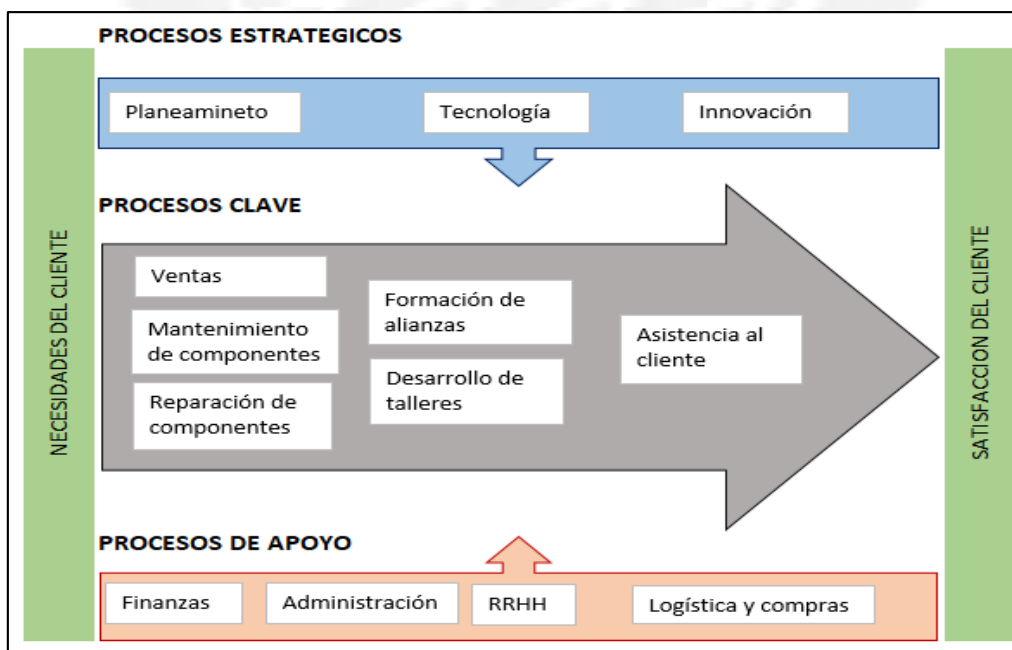 PROCESOS ESTRATEGICOS
Planeamineto
Tecnología
Innovación
NECESIDADES DEL CLIENTE
PROCESOS CLAVE
Ventas
Mantenimiento
de componentes
Reparación de
componentes
Formación de
alianzas
Desarrollo de
talleres
Asistencia al
cliente
SATISFACCION DEL CLIENTE
PROCESOS DE APOYO
Finanzas
Administración
RRHH
Logística y compras